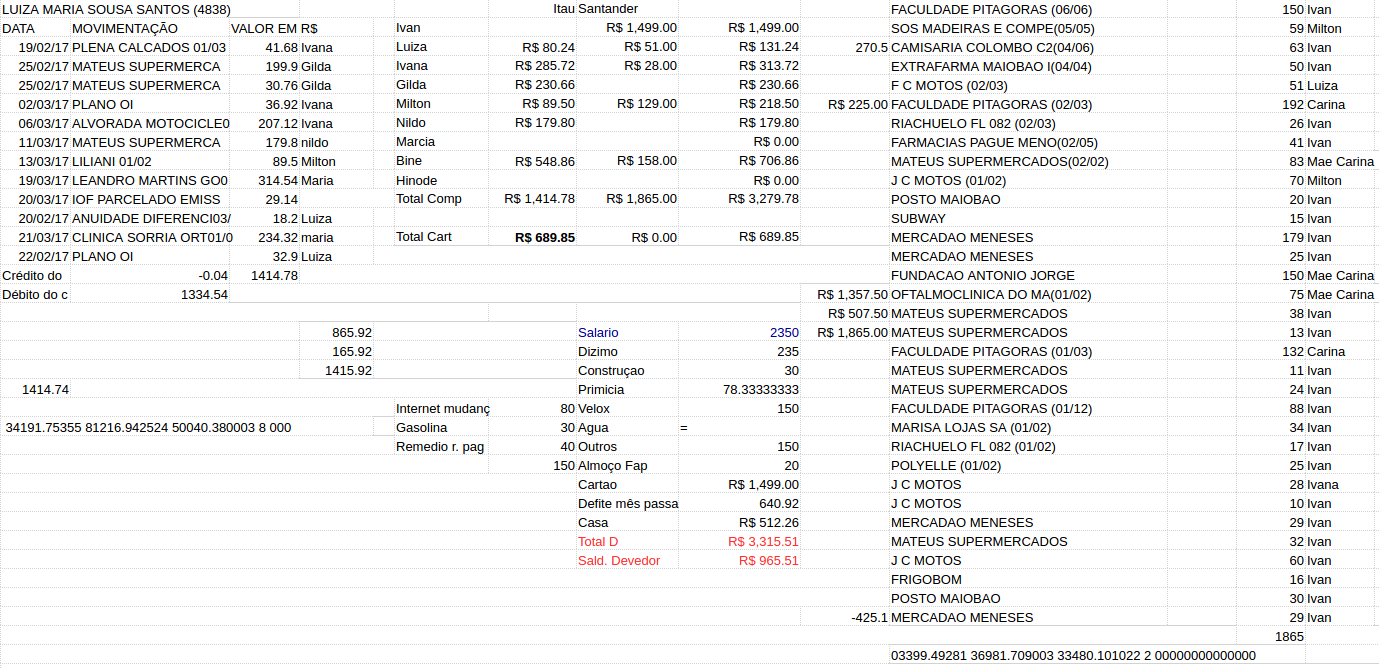 LUIZA MARIA SOUSA SANTOS (4838) Itau Santander FACULDADE PITAGORAS (06/06) 150 Ivan
DATA MOVIMENTAÇÃO VALOR EM R$ Ivan R$ 1,499.00 R$ 1,499.00 SOS MADEIRAS E COMPE(05/05) 59 Milton
19/02/17 PLENA CALCADOS 01/03 41.68 Ivana Luiza R$ 80.24 R$ 51.00 R$ 131.24 270.5 CAMISARIA COLOMBO C2(04/06) 63 Ivan
25/02/17 MATEUS SUPERMERCA 199.9 Gilda Ivana R$ 285.72 R$ 28.00 R$ 313.72 EXTRAFARMA MAIOBAO I(04/04) 50 Ivan
25/02/17 MATEUS SUPERMERCA 30.76 Gilda Gilda R$ 230.66 R$ 230.66 F C MOTOS (02/03) 51 Luiza
02/03/17 PLANO OI 36.92 Ivana Milton R$ 89.50 R$ 129.00 R$ 218.50 R$ 225.00 FACULDADE PITAGORAS (02/03) 192 Carina
06/03/17 ALVORADA MOTOCICLE0 207.12 Ivana Nildo R$ 179.80 R$ 179.80 RIACHUELO FL 082 (02/03) 26 Ivan
11/03/17 MATEUS SUPERMERCA 179.8 nildo Marcia R$ 0.00 FARMACIAS PAGUE MENO(02/05) 41 Ivan
13/03/17 LILIANI 01/02 89.5 Milton Bine R$ 548.86 R$ 158.00 R$ 706.86 MATEUS SUPERMERCADOS(02/02) 83 Mae Carina
19/03/17 LEANDRO MARTINS GO0 314.54 Maria Hinode R$ 0.00 J C MOTOS (01/02) 70 Milton
20/03/17 IOF PARCELADO EMISS 29.14 Total Comp R$ 1,414.78 R$ 1,865.00 R$ 3,279.78 POSTO MAIOBAO 20 Ivan
20/02/17 ANUIDADE DIFERENCI03/ 18.2 Luiza SUBWAY 15 Ivan
21/03/17 CLINICA SORRIA ORT01/0 234.32 maria Total Cart R$ 689.85 R$ 0.00 R$ 689.85 MERCADAO MENESES 179 Ivan
22/02/17 PLANO OI 32.9 Luiza MERCADAO MENESES 25 Ivan
Crédito do -0.04 1414.78 FUNDACAO ANTONIO JORGE 150 Mae Carina
Débito do c 1334.54 R$ 1,357.50 OFTALMOCLINICA DO MA(01/02) 75 Mae Carina
R$ 507.50 MATEUS SUPERMERCADOS 38 Ivan
865.92 Salario 2350 R$ 1,865.00 MATEUS SUPERMERCADOS 13 Ivan
165.92 Dizimo 235 FACULDADE PITAGORAS (01/03) 132 Carina
1415.92 Construçao 30 MATEUS SUPERMERCADOS 11 Ivan
1414.74 Primicia 78.33333333 MATEUS SUPERMERCADOS 24 Ivan
Internet mudanç 80 Velox 150 FACULDADE PITAGORAS (01/12) 88 Ivan
34191.75355 81216.942524 50040.380003 8 000 Gasolina 30 Agua = MARISA LOJAS SA (01/02) 34 Ivan
Remedio r. pag 40 Outros 150 RIACHUELO FL 082 (01/02) 17 Ivan
150 Almoço Fap 20 POLYELLE (01/02) 25 Ivan
Cartao R$ 1,499.00 J C MOTOS 28 Ivana
Defite mês passa 640.92 J C MOTOS 10 Ivan
Casa R$ 512.26 MERCADAO MENESES 29 Ivan
Total D R$ 3,315.51 MATEUS SUPERMERCADOS 32 Ivan
Sald. Devedor R$ 965.51 J C MOTOS 60 Ivan
FRIGOBOM 16 Ivan
POSTO MAIOBAO 30 Ivan
-425.1 MERCADAO MENESES 29 Ivan
1865
03399.49281 36981.709003 33480.101022 2 00000000000000